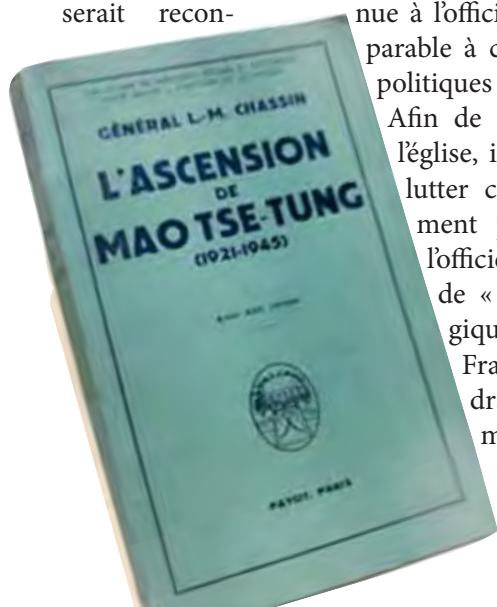 serait recon- nue à l'offici
parable à c
politiques
Afin de
l'église, i
lutter c
ment
l'officie
de «
giqu
Fra
dr
m
GÉNÉRAL L.-M. CHASSIN
L'ASCENSION
DE
MAO TSE-TUNG
(1921-1945)
PAYOT, PARIS